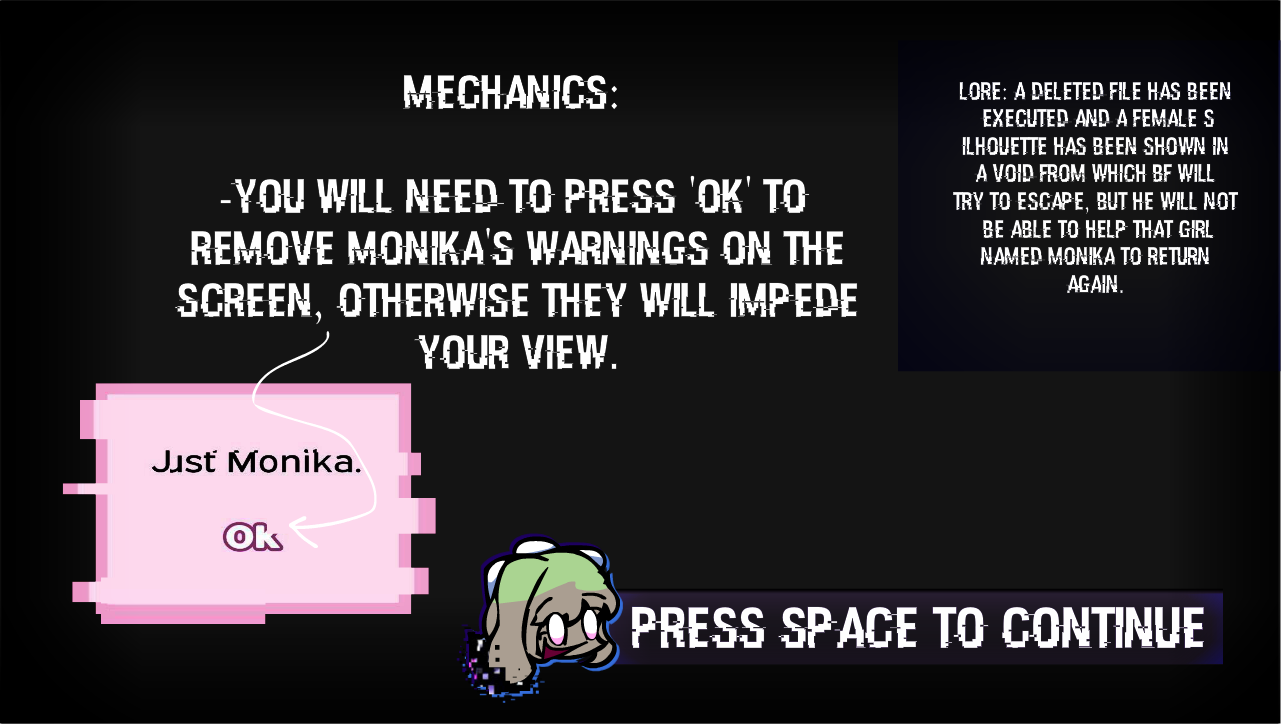 MECHANICS:
-YOU WILL NEED TO PRESS 'OK' TO
REMOVE MONIKA'S WARNINGS ON THE
SCREEN, OTHERWISE THEY WILL IMPEDE
YOUR VIEW.
LORE: A DELETED FILE HAS BEEN
EXECUTED AND A FEMALE S
ILHOUETTE HAS BEEN SHOWN IN
A VOID FROM WHICH BF WILL
TRY TO ESCAPE, BUT HE WILL NOT
BE ABLE TO HELP THAT GIRL
NAMED MONIKA TO RETURN
AGAIN.
Just Monika.
OK
PRESS SPACE TO CONTINUE